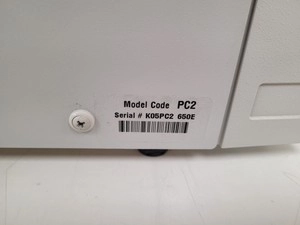 Model Code PC2
Serial # K05PC2 650E